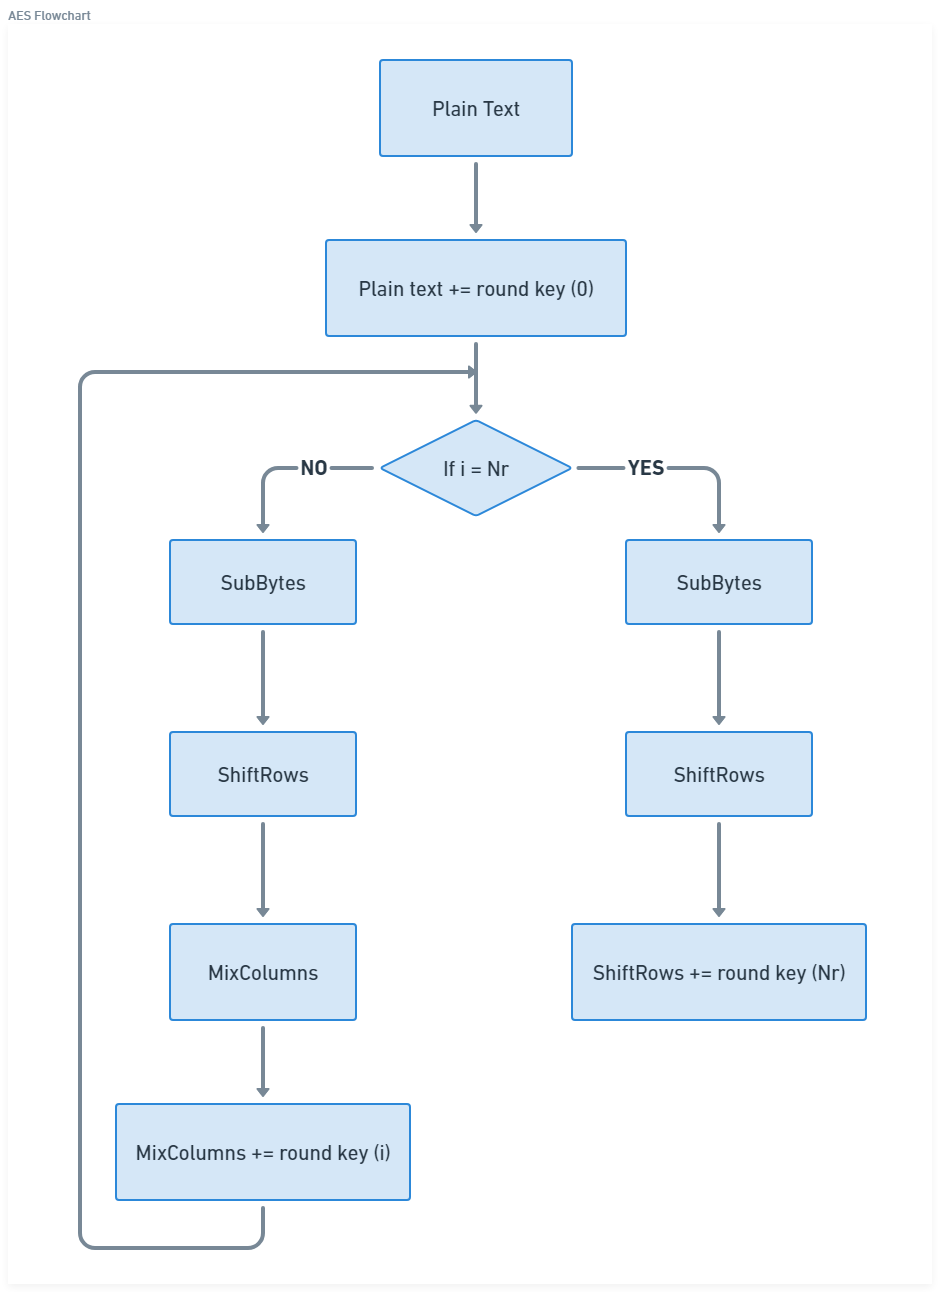 AES Flowchart
Plain Text
Plain text += round key (0)
If i = Nr
NO
YES
SubBytes
SubBytes
ShiftRows
ShiftRows
MixColumns
ShiftRows += round key (Nr)
MixColumns += round key (i)